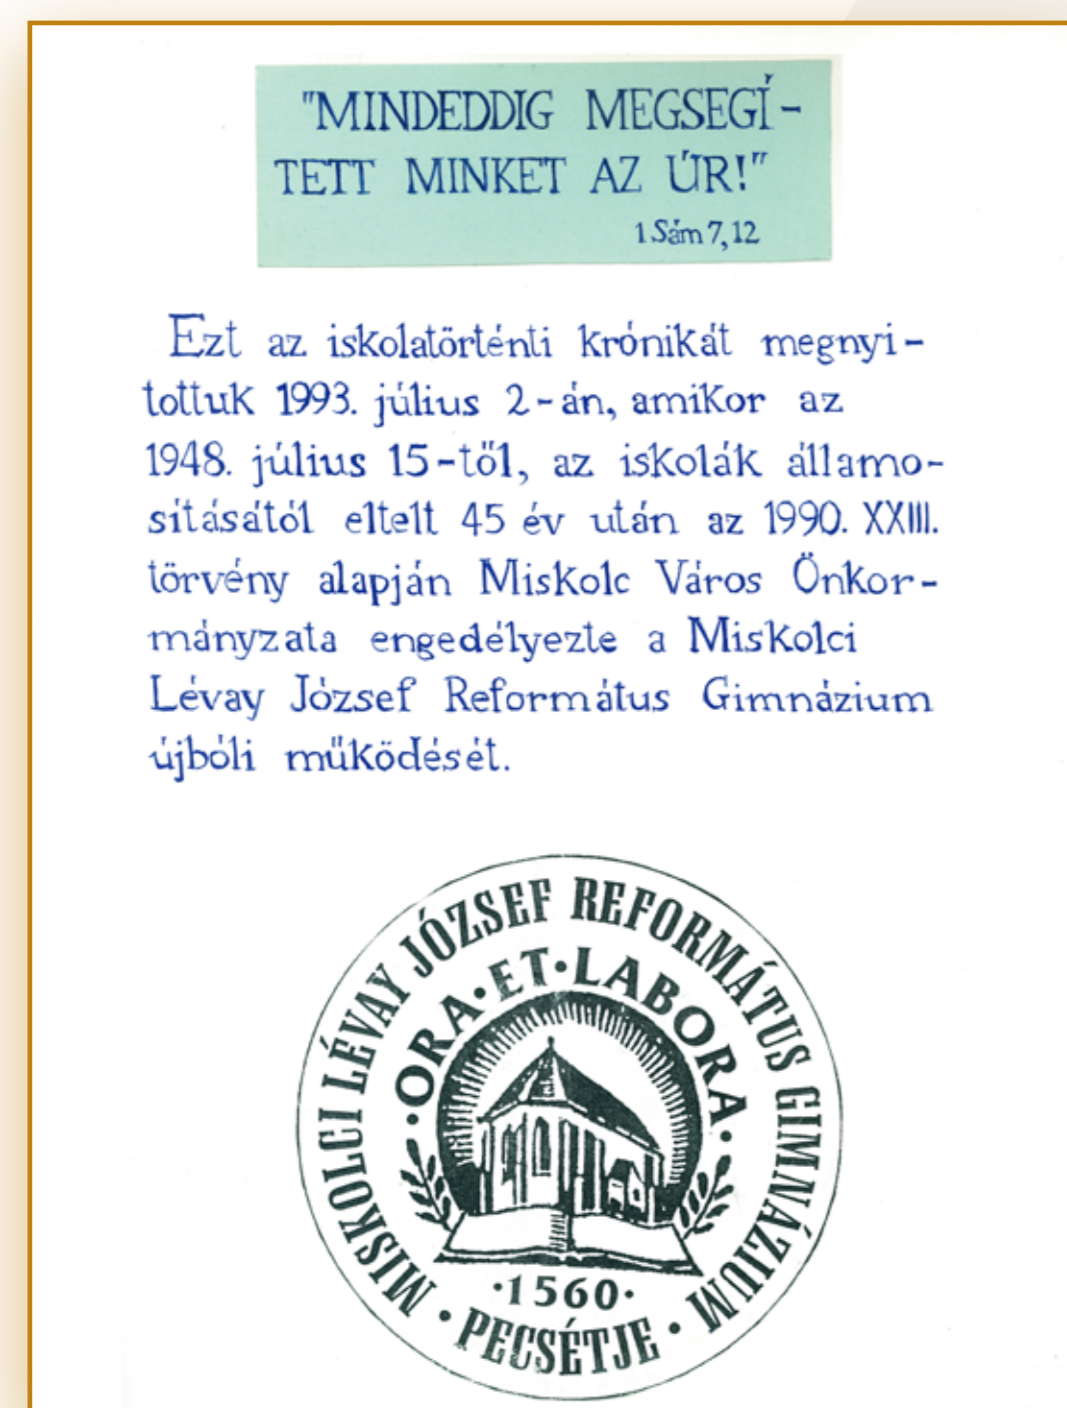 "MINDEDDIG MEGSEGÍ-
TETT MINKET AZ ÚR!"
1 Sám 7, 12
Ezt az iskolatörténti krónikát megnyi-
tottuk 1993. július 2-án, amikor az
1948. július 15-től, az iskolák államo-
sításától eltelt 45 év után az 1990. XXIII.
törvény alapján Miskolc Város Önkor-
mányzata engedélyezte a Miskolci
Lévay József Református Gimnázium
újbóli működését.
MISKOLCI LÉVAY JÓZSEF REFORMÁTUS GIMNÁZIUM
·ORA·ET·LABORA·
·1560·
· PECSÉTJE ·